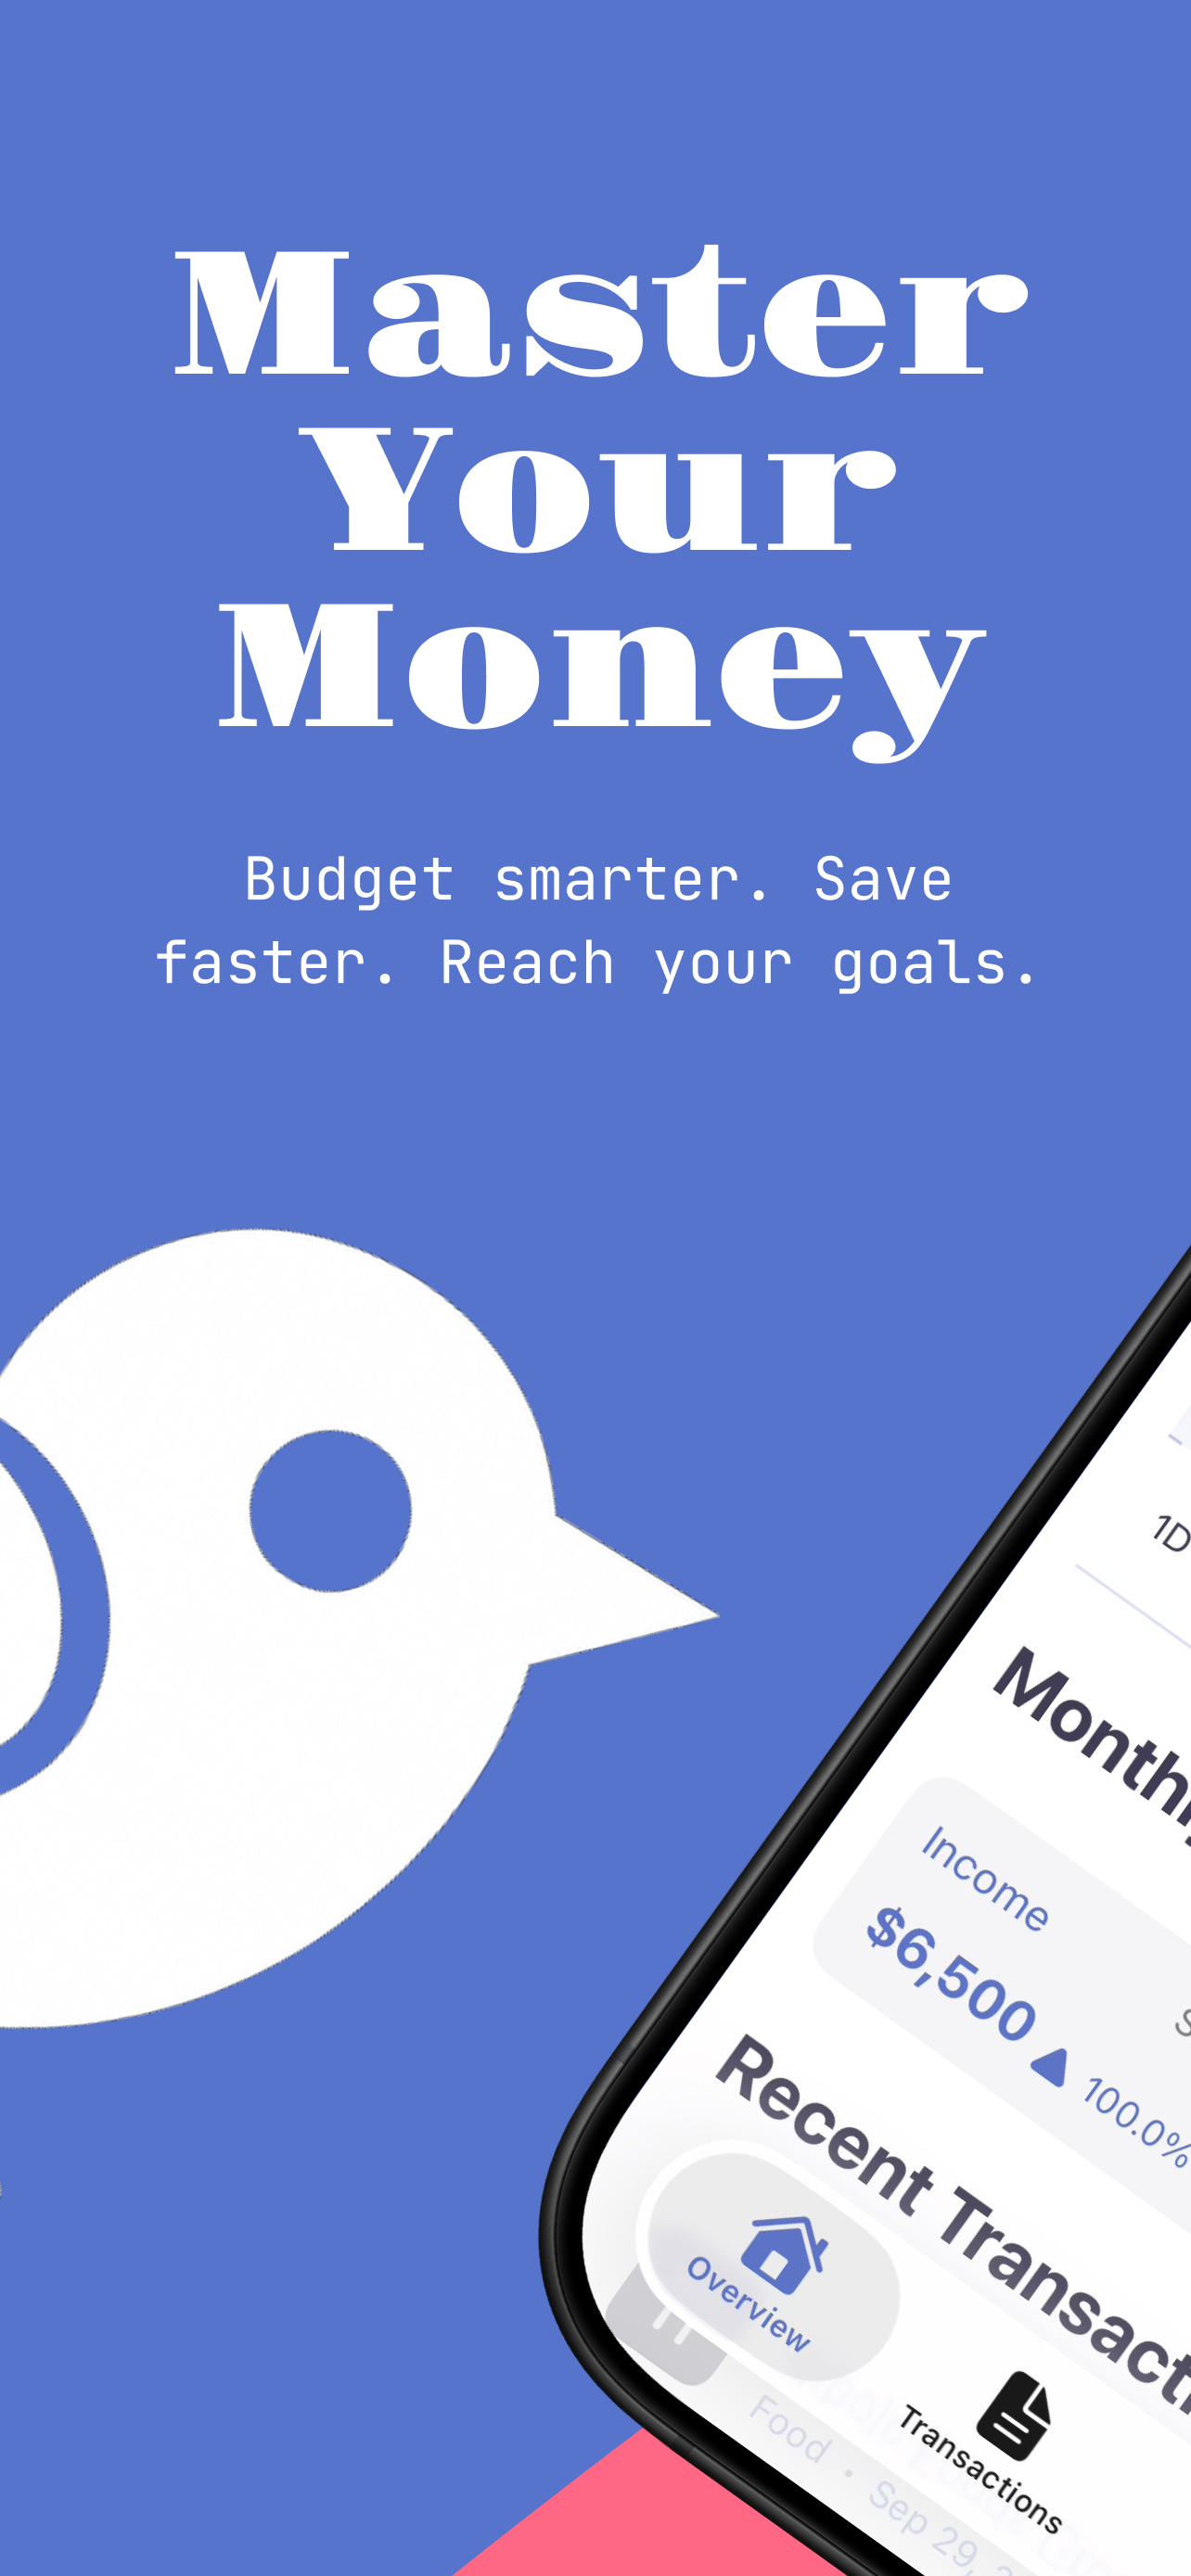 Master
Your
Money
Budget smarter. Save
faster. Reach your goals.
1D
Income
$6,500 ▲ 100.0%
Recent
Overview
Transactions
Food • Sep 29,